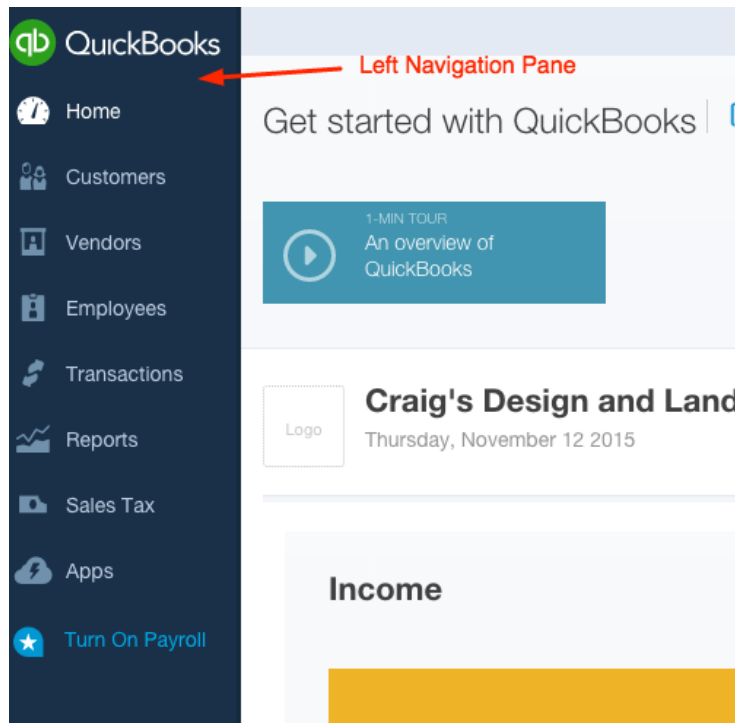 QuickBooks
Left Navigation Pane
Home
Customers
Vendors
Employees
Transactions
Reports
Sales Tax
Apps
Turn On Payroll
Get started with QuickBooks
1-MIN TOUR
An overview of
QuickBooks
Logo
Craig's Design and Land
Thursday, November 12 2015
Income